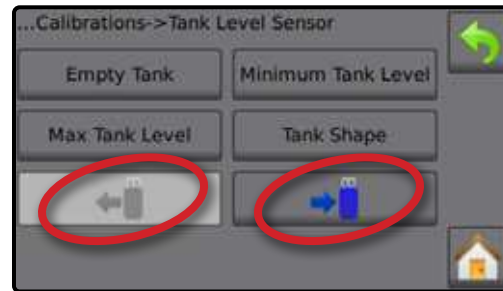 ...Calibrations->Tank Level Sensor
Empty Tank
Minimum Tank Level
Max Tank Level
Tank Shape